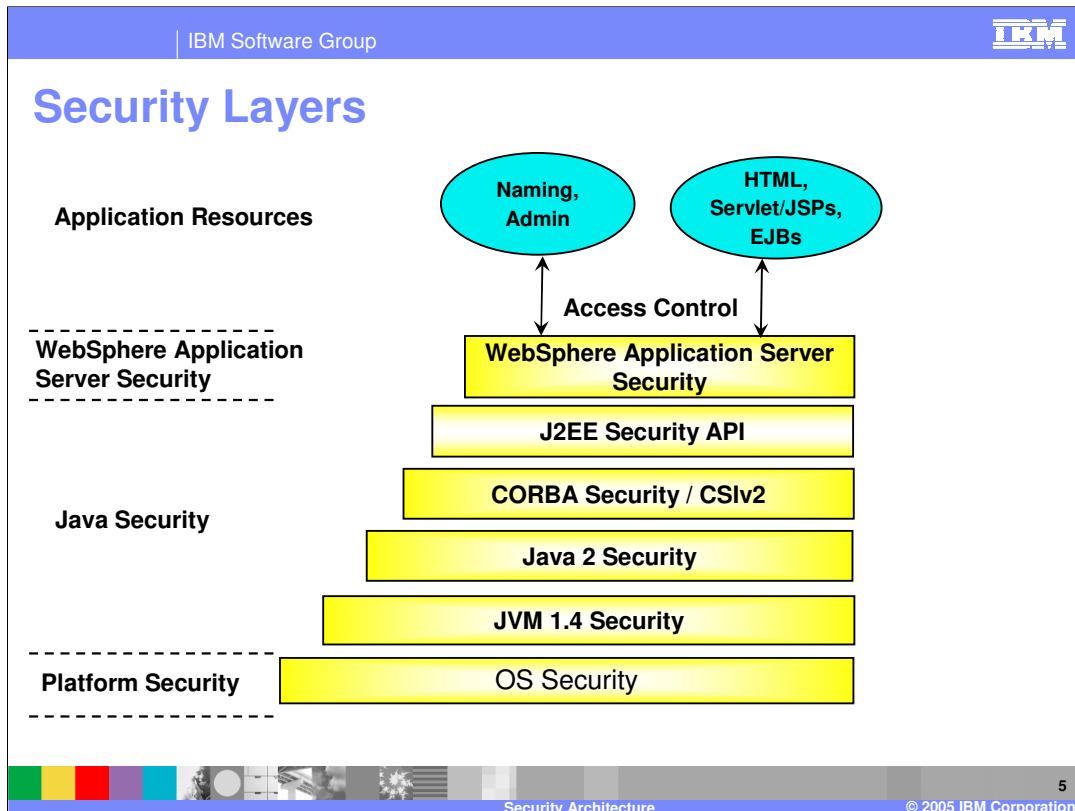 IBM Software Group
IBM
Security Layers
Application Resources
Naming,
Admin
HTML,
Servlet/JSPs,
EJBs
Access Control
WebSphere Application
Server Security
WebSphere Application Server
Security
J2EE Security API
CORBA Security / CSIv2
Java Security
Java 2 Security
JVM 1.4 Security
Platform Security
OS Security
5
Security Architecture
© 2005 IBM Corporation